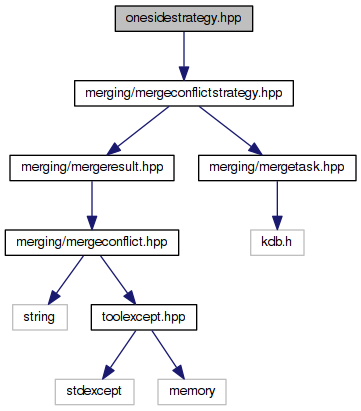 onesidestrategy.hpp
merging/mergeconflictstrategy.hpp
merging/mergeresult.hpp
merging/mergetask.hpp
merging/mergeconflict.hpp
kdb.h
string
toolexcept.hpp
stdexcept
memory